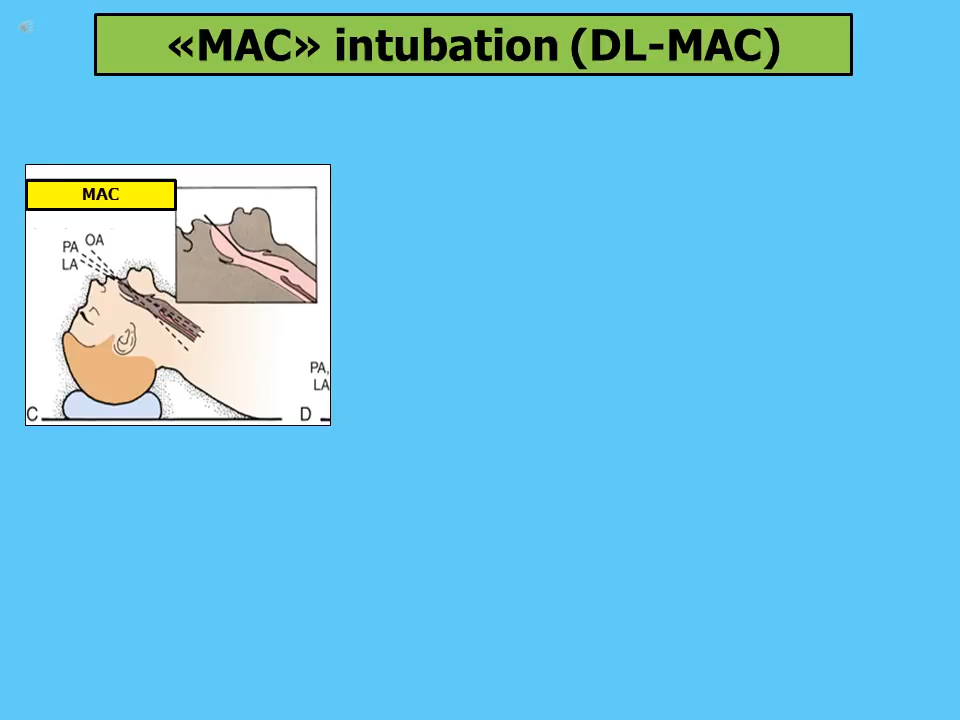 «MAC» intubation (DL-MAC)
MAC
PA OA
LA
PA,
LA
C
D